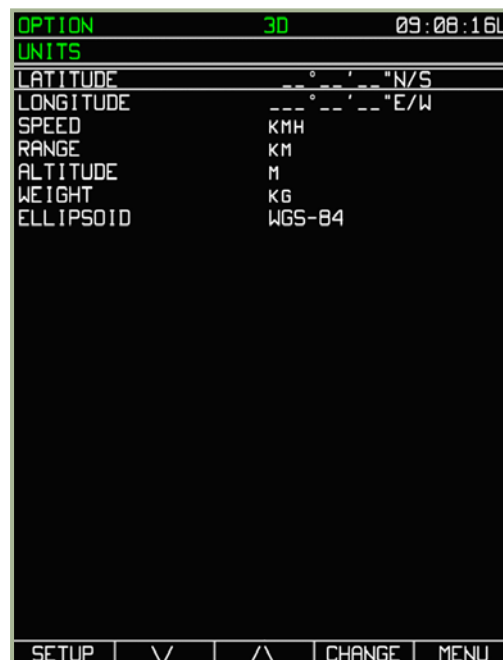 OPTION 3D 09:08:16L
UNITS
LATITUDE __°__'__"N/S
LONGITUDE ___°__'__"E/W
SPEED KMH
RANGE KM
ALTITUDE M
WEIGHT KG
ELLIPSOID WGS-84
SETUP \/ /\ CHANGE MENU